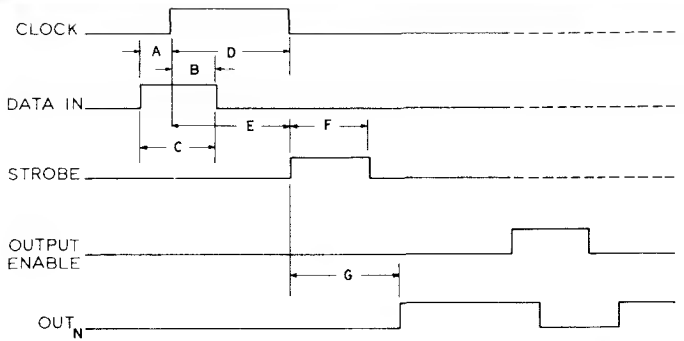 CLOCK
A
D
B
DATA IN
E
F
C
STROBE
OUTPUT
ENABLE
G
OUTN